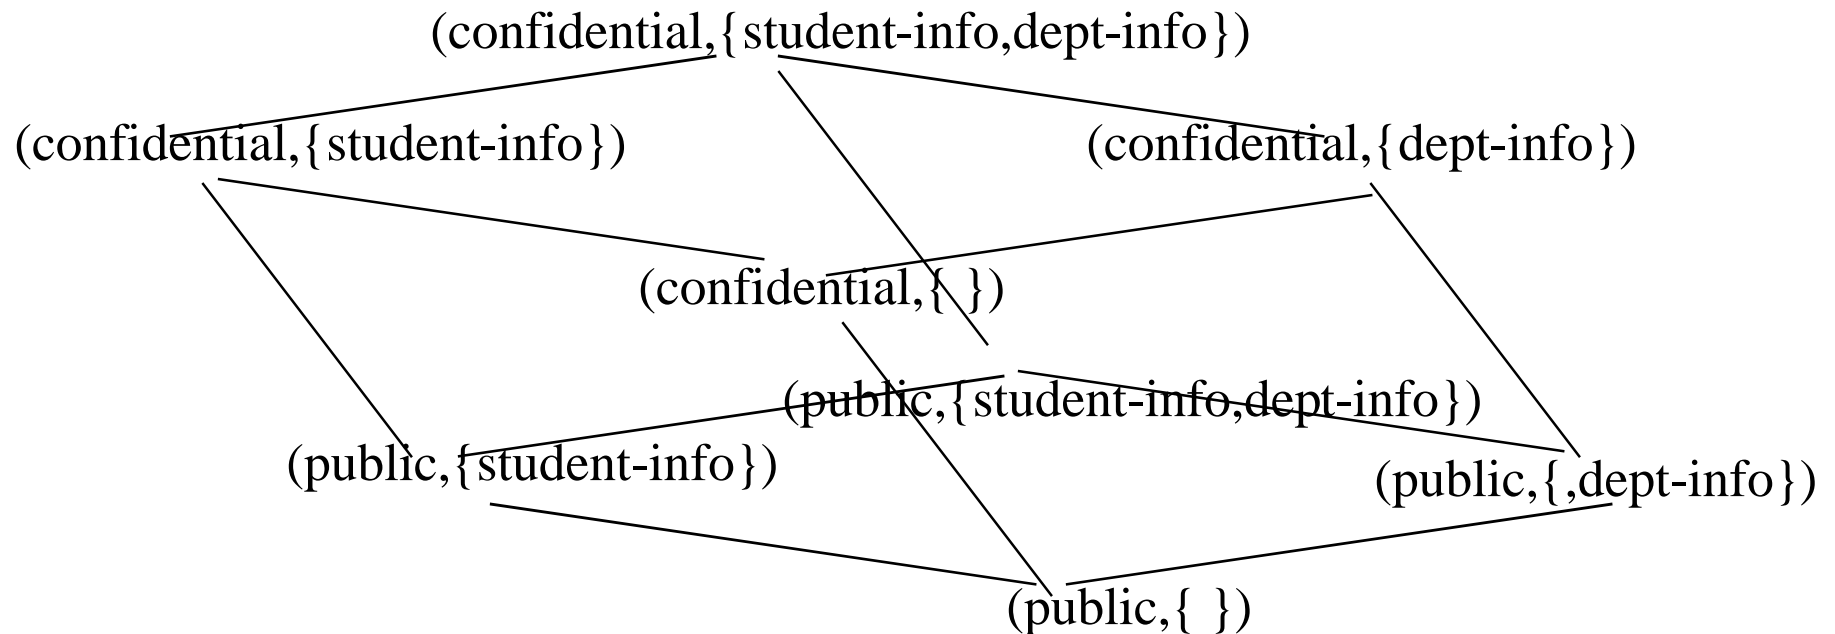 (confidential,{student-info,dept-info})
(confidential,{student-info})
(confidential,{dept-info})
(confidential,{ })
(public,{student-info,dept-info})
(public,{student-info})
(public,{,dept-info})
(public,{ })